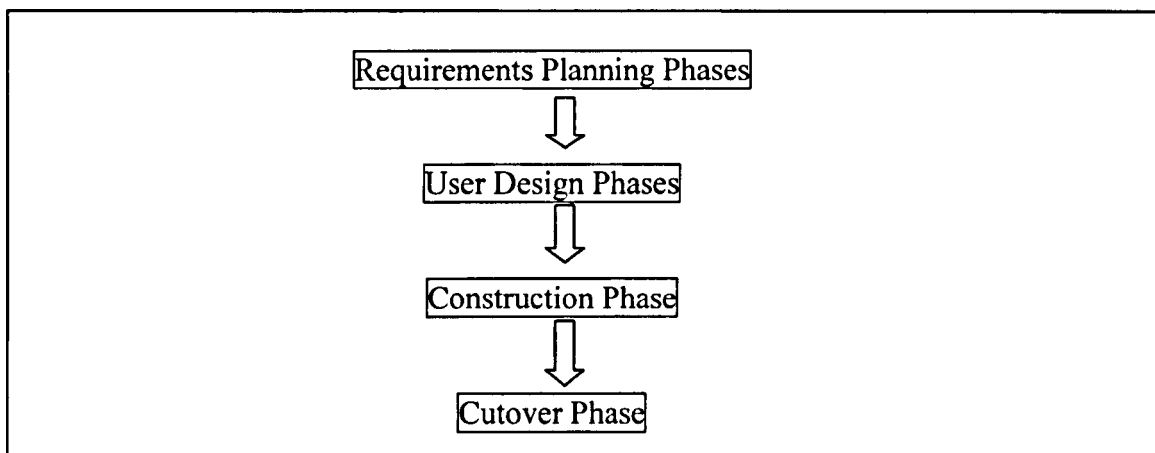 Requirements Planning Phases
User Design Phases
Construction Phase
Cutover Phase